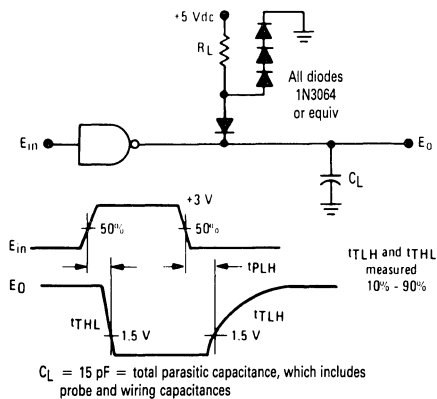 +5 Vdc
RL
All diodes
1N3064
or equiv
Ein
EO
CL
+3 V
50%
50%
Ein
tPLH
tTLH and tTHL
measured
10% - 90%
EO
tTHL
1.5 V
1.5 V
tTLH
CL = 15 pF = total parasitic capacitance, which includes
probe and wiring capacitances